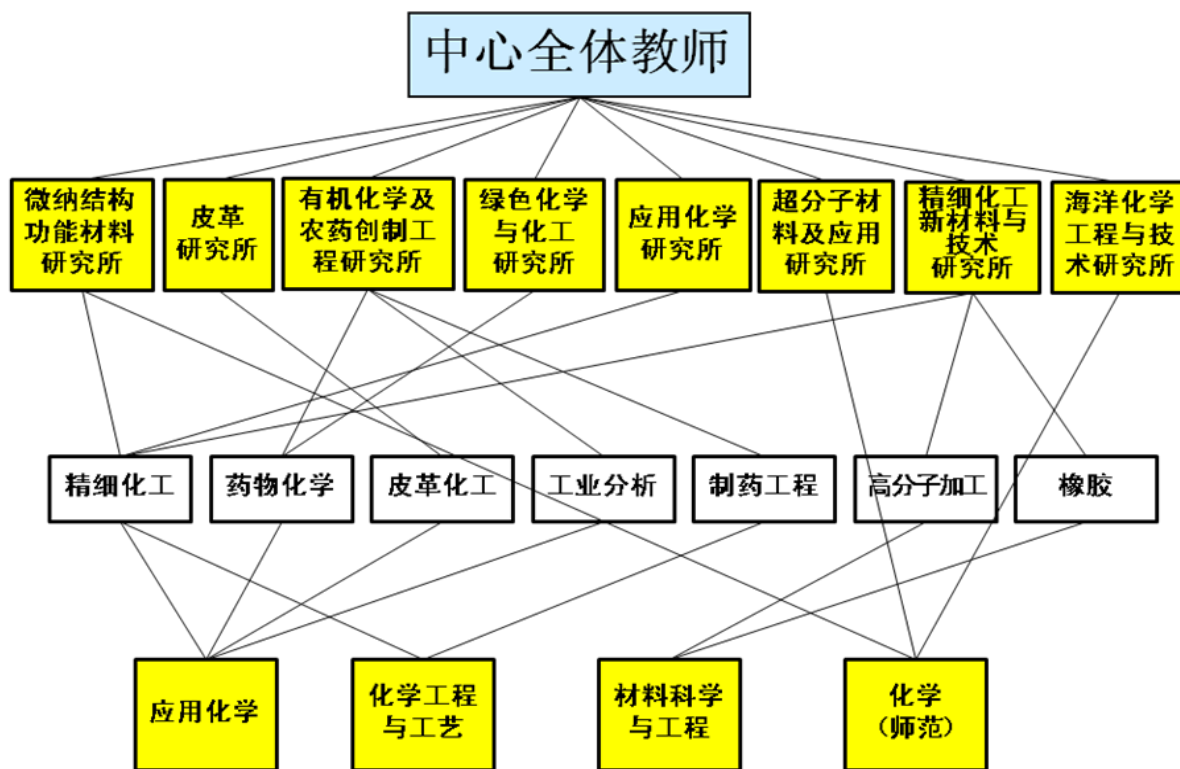 中心全体教师
微纳结构
功能材料
研究所
皮革
研究所
有机化学及
农药创制工
程研究所
绿色化学
与化工
研究所
应用化学
研究所
超分子材
料及应用
研究所
精细化工
新材料与
技术
研究所
海洋化学
工程与技
术研究所
精细化工
药物化学
皮革化工
工业分析
制药工程
高分子加工
橡胶
应用化学
化学工程
与工艺
材料科学
与工程
化学
（师范）